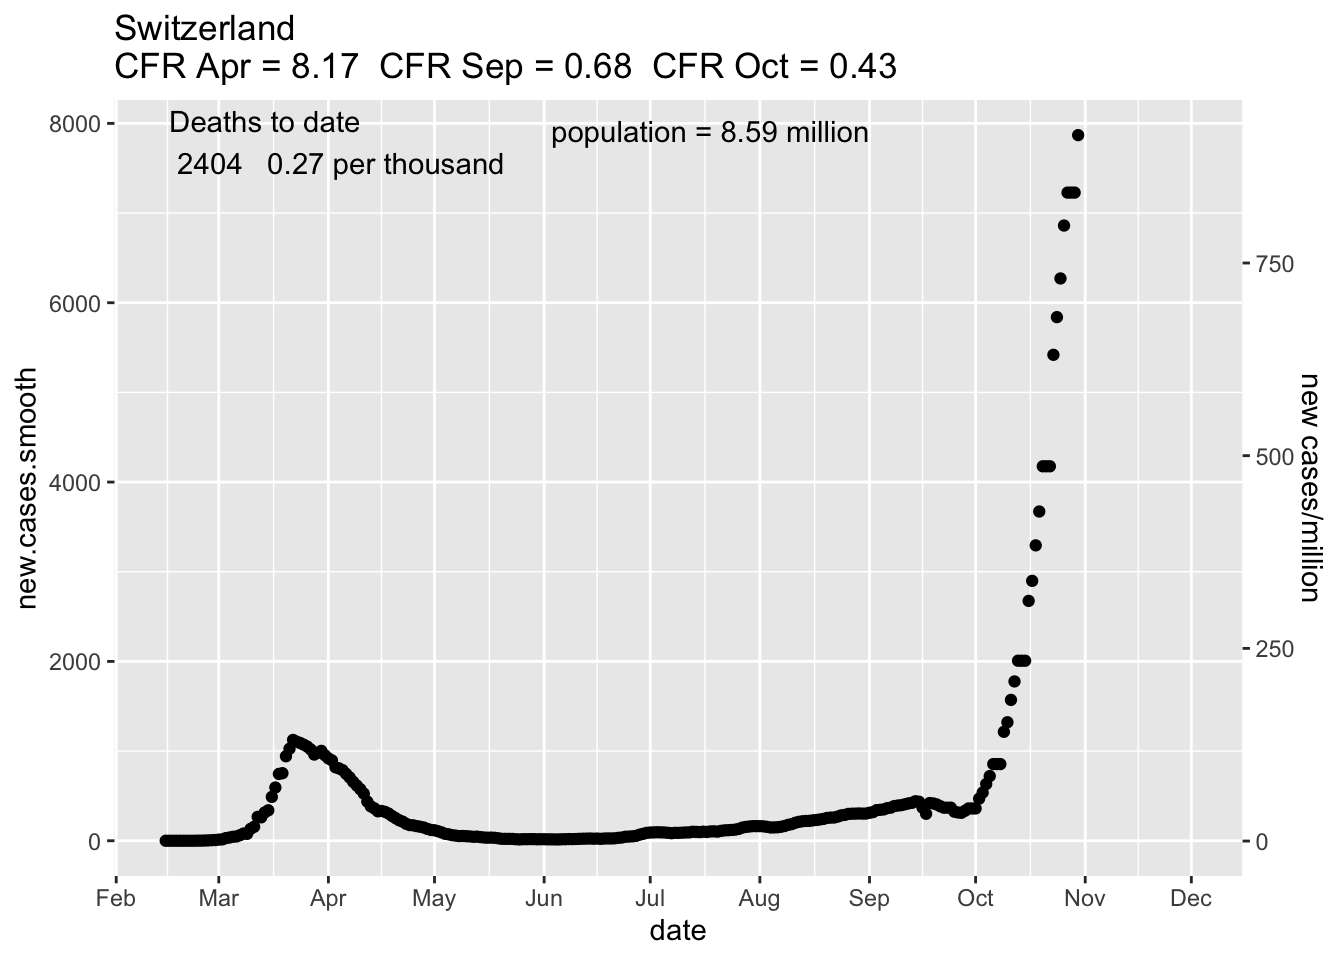 Switzerland
CFR Apr = 8.17  CFR Sep = 0.68  CFR Oct = 0.43
Deaths to date
2404   0.27 per thousand
population = 8.59 million
8000
6000
4000
2000
0
new.cases.smooth
750
500
250
0
new cases/million
Feb Mar Apr May Jun Jul Aug Sep Oct Nov Dec
date